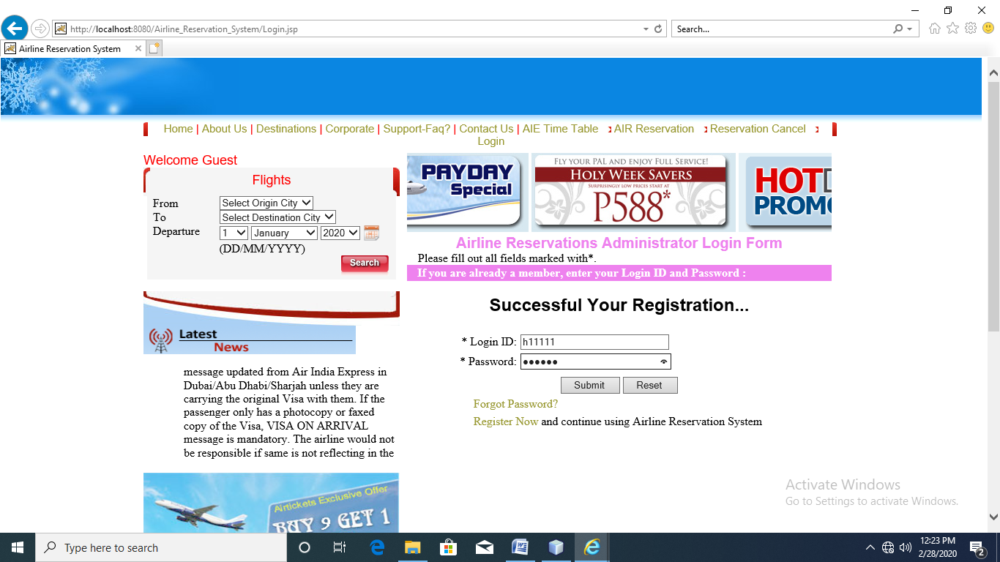 http://localhost:8080/Airline_Reservation_System/Login.jsp
Search...
Airline Reservation System
Home | About Us | Destinations | Corporate | Support-Faq? | Contact Us | AIE Time Table AIR Reservation Reservation Cancel
Login
Welcome Guest
Flights
From Select Origin City
To Select Destination City
Departure 1 January 2020
(DD/MM/YYYY)
Search
Latest
News
message updated from Air India Express in
Dubai/Abu Dhabi/Sharjah unless they are
carrying the original Visa with them. If the
passenger only has a photocopy or faxed
copy of the Visa, VISA ON ARRIVAL
message is mandatory. The airline would not
be responsible if same is not reflecting in the
Airtickets Exclusive Offer
BUY 9 GET 1
PAYDAY
Special
FLY YOUR PAL AND ENJOY FULL SERVICE!
HOLY WEEK SAVERS
SURPRISINGLY LOW PRICES START AT
P588*
HOT
PROMO
Airline Reservations Administrator Login Form
Please fill out all fields marked with*.
If you are already a member, enter your Login ID and Password :
Successful Your Registration...
* Login ID: h11111
* Password: ●●●●●●
Submit Reset
Forgot Password?
Register Now and continue using Airline Reservation System
Activate Windows
Go to Settings to activate Windows.
Type here to search
12:23 PM
2/28/2020
2